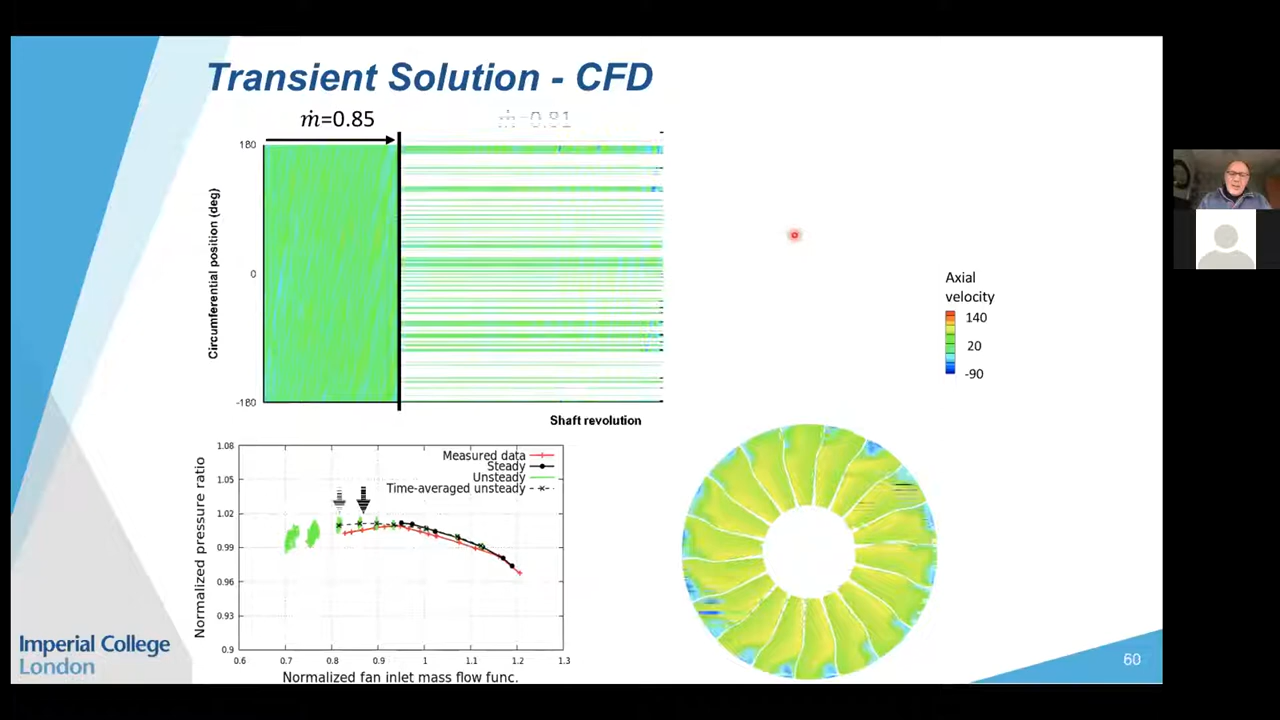 Transient Solution - CFD
ṁ=0.85
ṁ=0.81
180
0
-180
Circumferential position (deg)
Shaft revolution
Axial
velocity
140
20
-90
1.08
1.05
1.02
0.99
0.96
0.93
0.9
Normalized pressure ratio
Measured data
Steady
Unsteady
Time-averaged unsteady
0.6 0.7 0.8 0.9 1 1.1 1.2 1.3
Normalized fan inlet mass flow func.
Imperial College
London
60